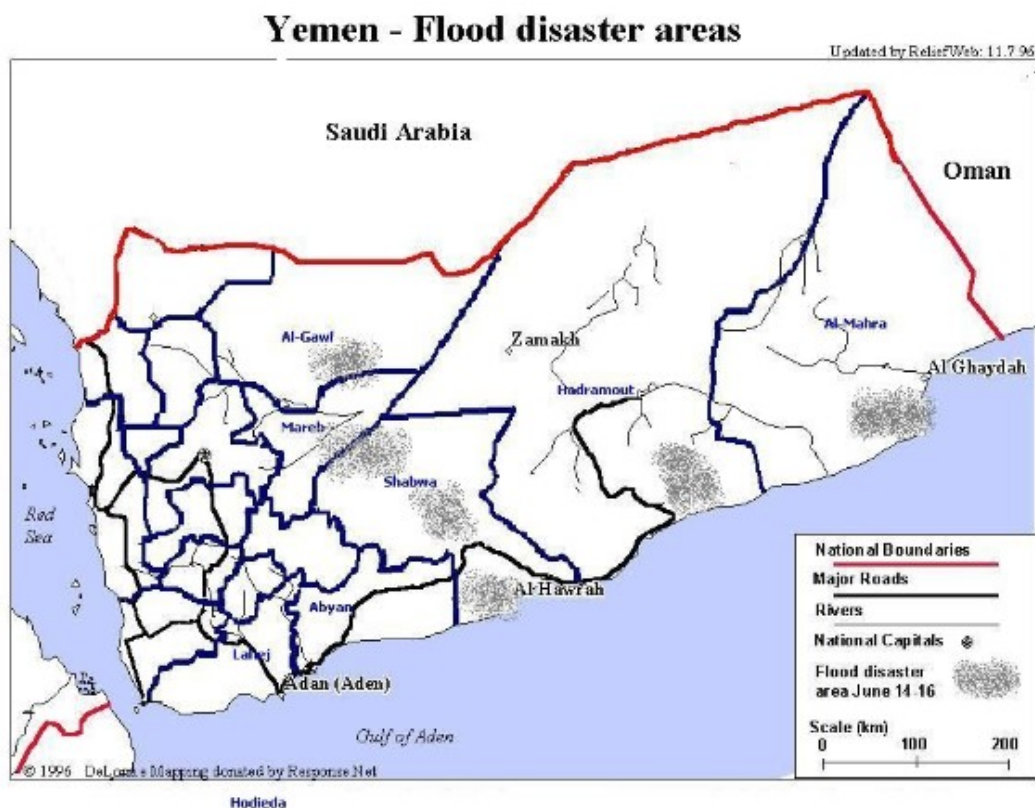 Yemen - Flood disaster areas
Updated by ReliefWeb: 11.7.96
Saudi Arabia
Oman
Al-Gawf
Zamakh
Al-Mahra
Al Ghaydah
Hadramout
Mareb
Shabwa
Red
Sea
Al-Hawrah
Abyan
Lahej
Adan (Aden)
Gulf of Aden
National Boundaries
Major Roads
Rivers
National Capitals
Flood disaster
area June 14-16
Scale (km)
0 100 200
© 1996 DeLorme Mapping donated by Response Net
Hodieda